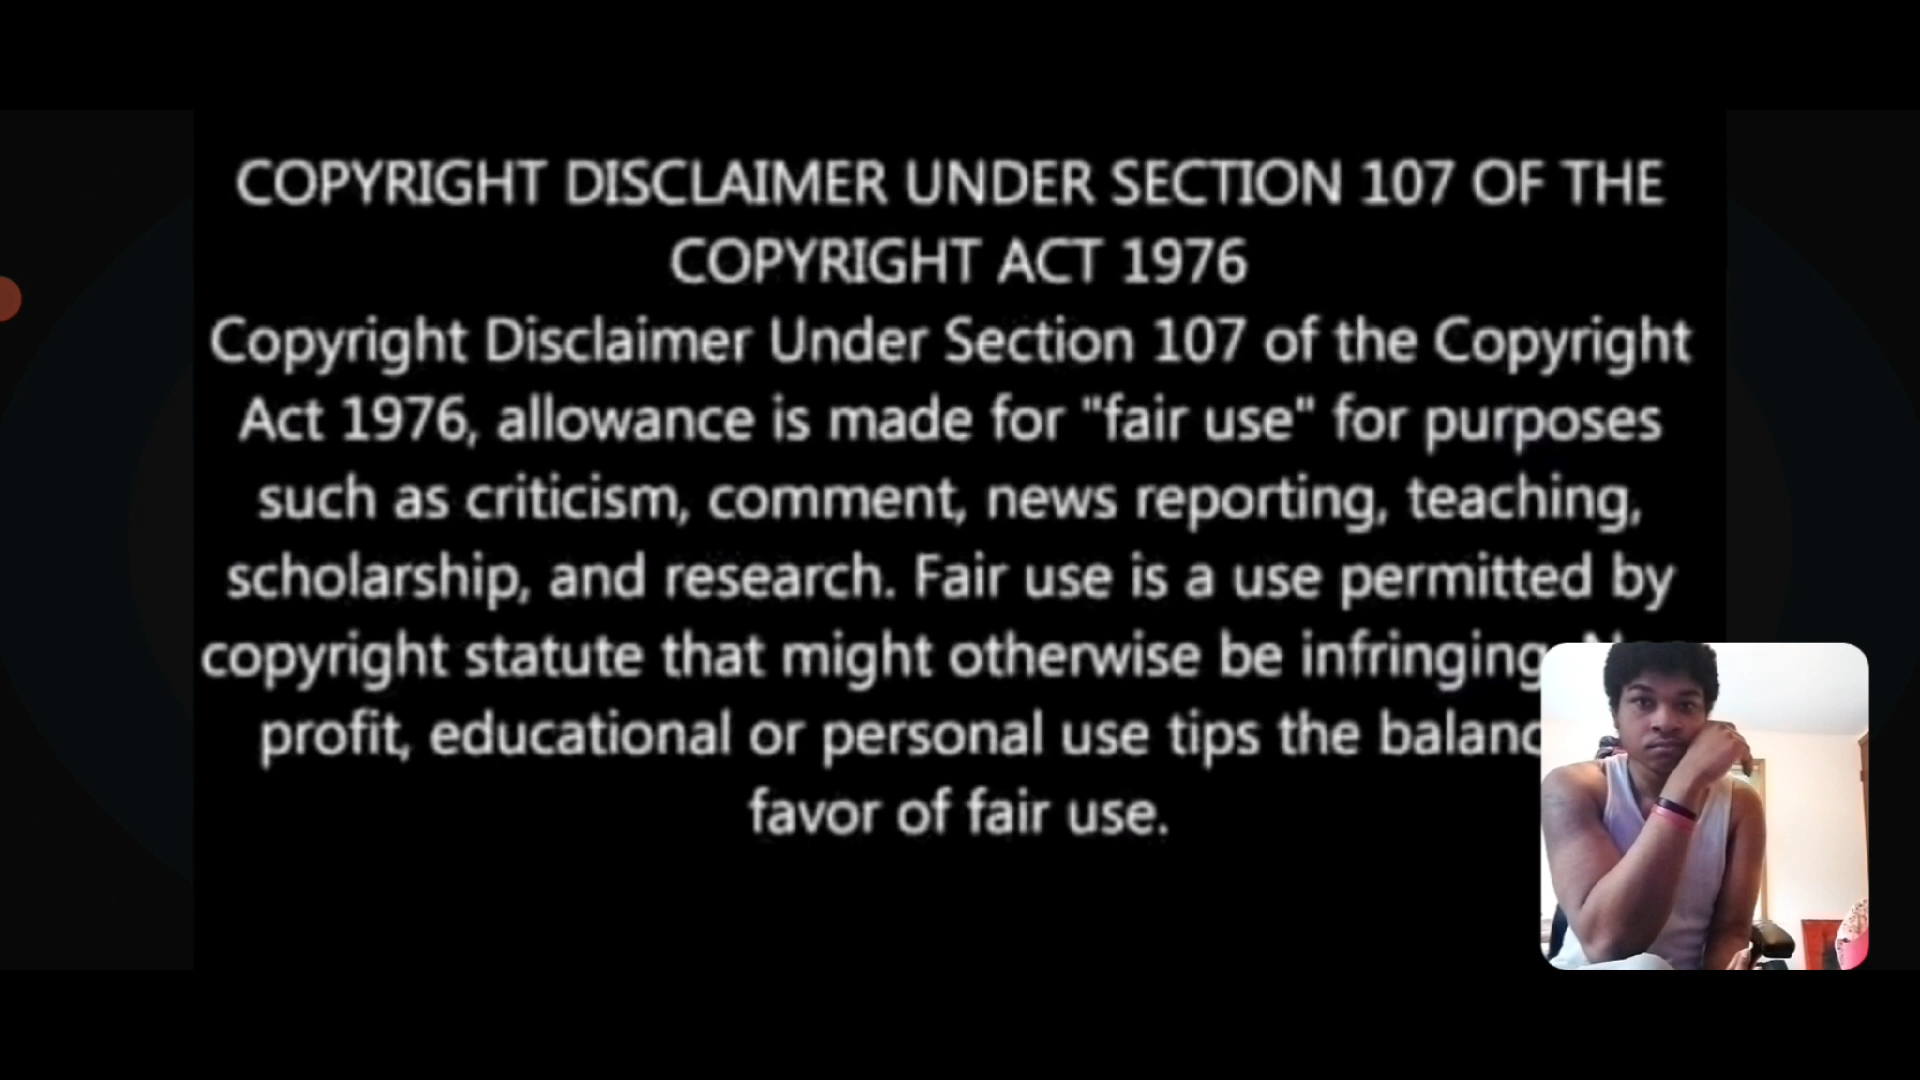 COPYRIGHT DISCLAIMER UNDER SECTION 107 OF THE
COPYRIGHT ACT 1976
Copyright Disclaimer Under Section 107 of the Copyright
Act 1976, allowance is made for "fair use" for purposes
such as criticism, comment, news reporting, teaching,
scholarship, and research. Fair use is a use permitted by
copyright statute that might otherwise be infringing.
profit, educational or personal use tips the
favor of fair use.